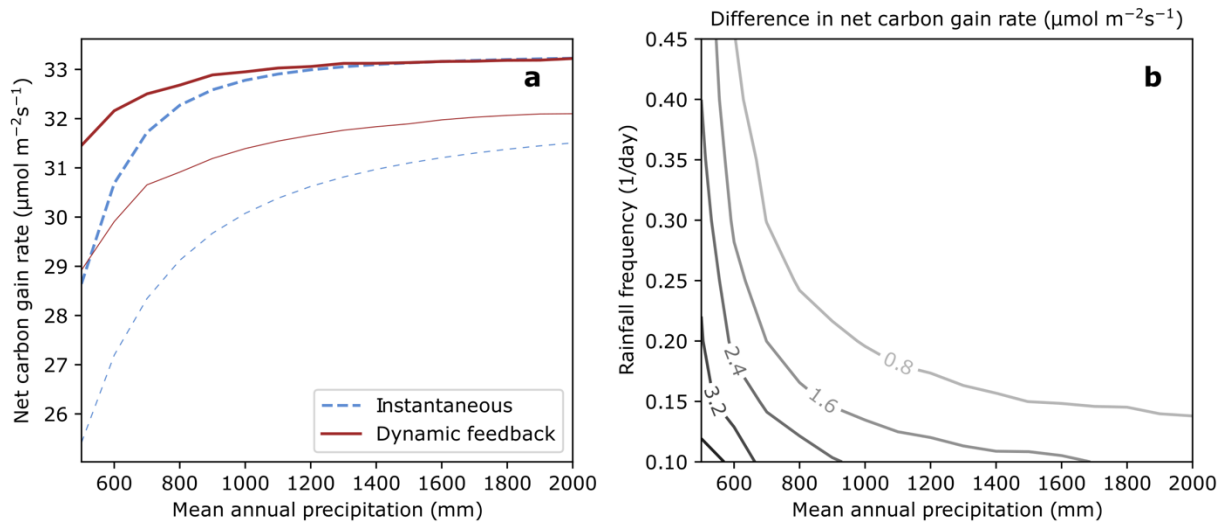 Difference in net carbon gain rate (μmol m⁻²s⁻¹)
a
Net carbon gain rate (μmol m⁻²s⁻¹)
33
32
31
30
29
28
27
26
Instantaneous
Dynamic feedback
600 800 1000 1200 1400 1600 1800 2000
Mean annual precipitation (mm)
b
Rainfall frequency (1/day)
0.45
0.40
0.35
0.30
0.25
0.20
0.15
0.10
0.8
1.6
2.4
3.2
600 800 1000 1200 1400 1600 1800 2000
Mean annual precipitation (mm)